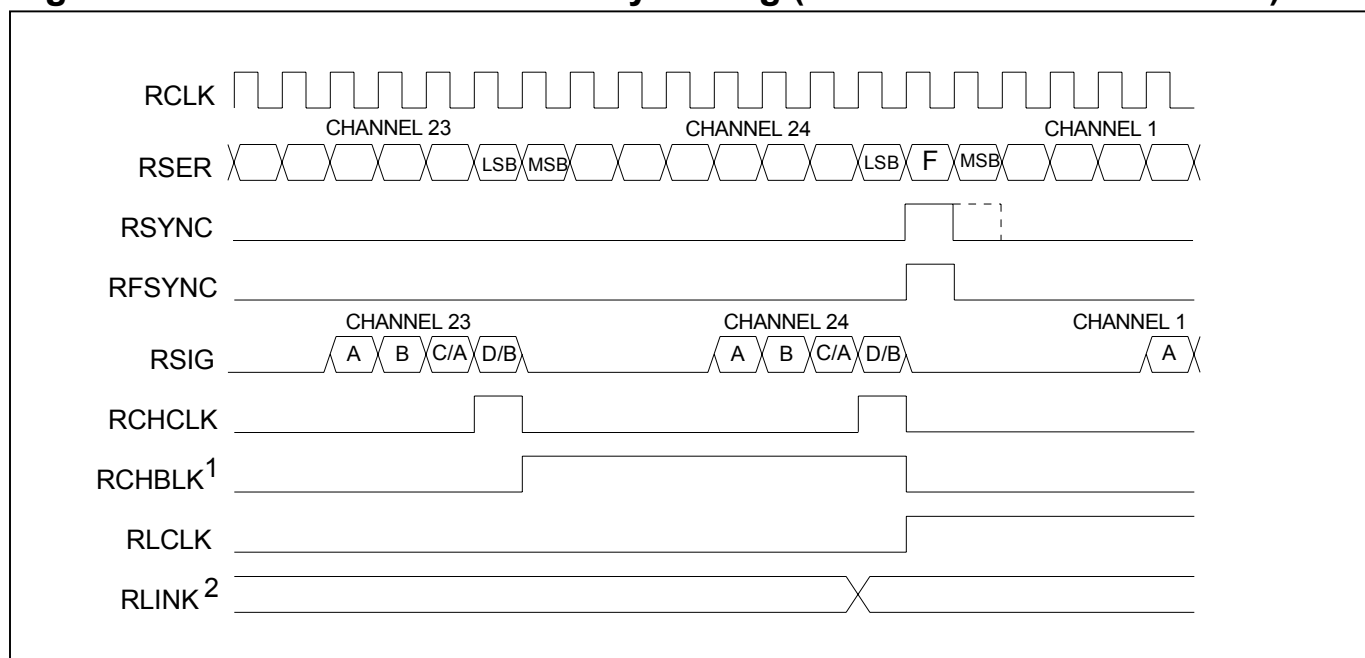 RCLK
CHANNEL 23 CHANNEL 24 CHANNEL 1
RSER LSB MSB LSB F MSB
RSYNC
RFSYNC
CHANNEL 23 CHANNEL 24 CHANNEL 1
RSIG A B C/A D/B A B C/A D/B A
RCHCLK
RCHBLK1
RLCLK
RLINK2